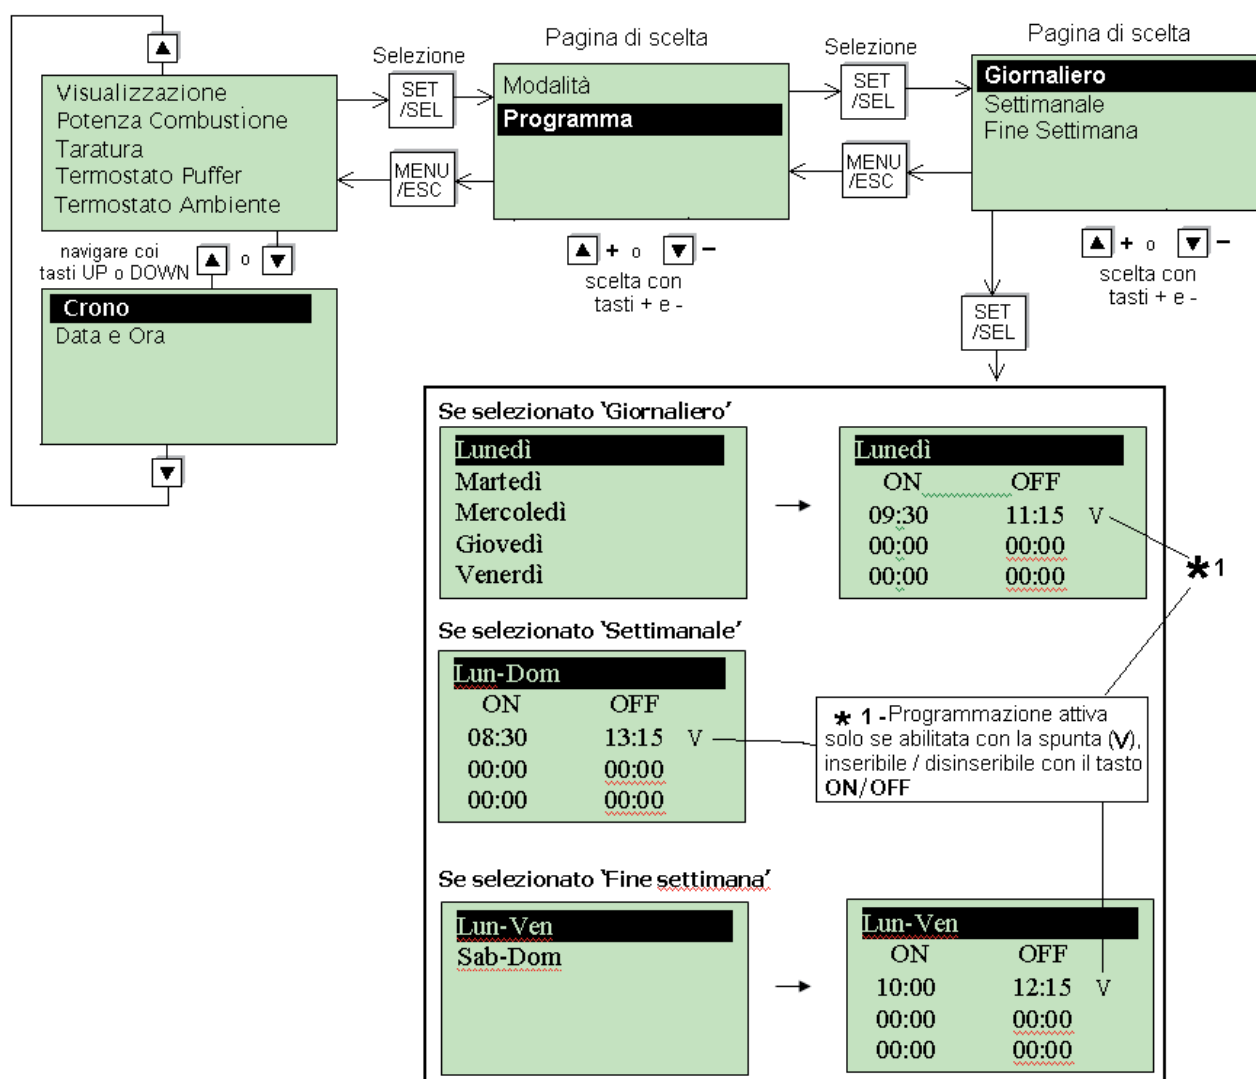 Pagina di scelta
Pagina di scelta
Selezione
Selezione
SET
/SEL
SET
/SEL
Visualizzazione
Potenza Combustione
Taratura
Termostato Puffer
Termostato Ambiente
Modalità
Programma
Giornaliero
Settimanale
Fine Settimana
MENU
/ESC
MENU
/ESC
navigare coi
tasti UP o DOWN
o
+ o -
scelta con
tasti + e -
+ o -
scelta con
tasti + e -
Crono
Data e Ora
SET
/SEL
Se selezionato 'Giornaliero'
Lunedì
Martedì
Mercoledì
Giovedì
Venerdì
Lunedì
ON OFF
09:30 11:15 V
00:00 00:00
00:00 00:00
* 1
Se selezionato 'Settimanale'
Lun-Dom
ON OFF
08:30 13:15 V
00:00 00:00
00:00 00:00
* 1 -Programmazione attiva
solo se abilitata con la spunta (V),
inseribile / disinseribile con il tasto
ON/OFF
Se selezionato 'Fine settimana'
Lun-Ven
Sab-Dom
Lun-Ven
ON OFF
10:00 12:15 V
00:00 00:00
00:00 00:00